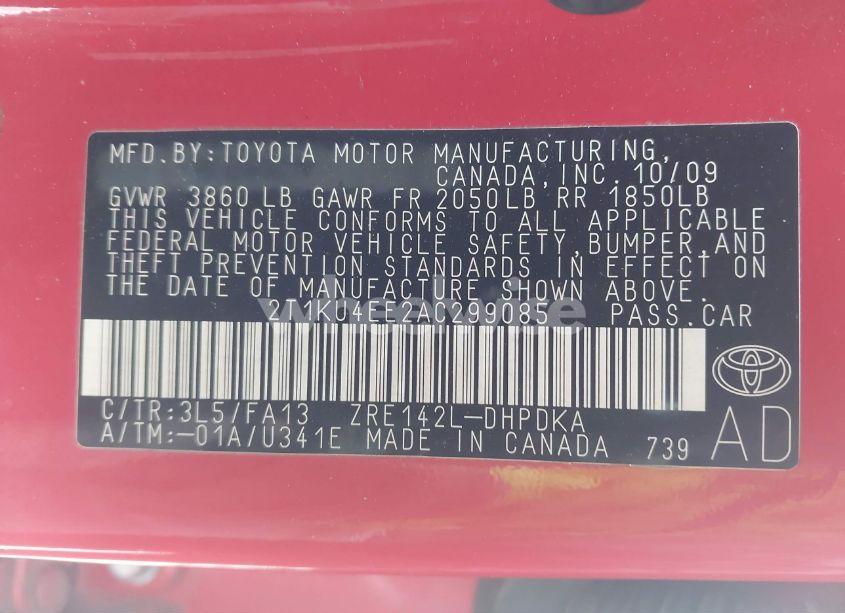 MFD.BY:TOYOTA MOTOR MANUFACTURING,
CANADA,INC. 10/09
GVWR 3860 LB GAWR FR 2050LB RR 1850LB
THIS VEHICLE CONFORMS TO ALL APPLICABLE
FEDERAL MOTOR VEHICLE SAFETY,BUMPER,AND
THEFT PREVENTION STANDARDS IN EFFECT ON
THE DATE OF MANUFACTURE SHOWN ABOVE.
PASS.CAR
C/TR:3L5/FA13 ZRE142L-DHPDKA
A/TM:-01A/U341E MADE IN CANADA 739
AD